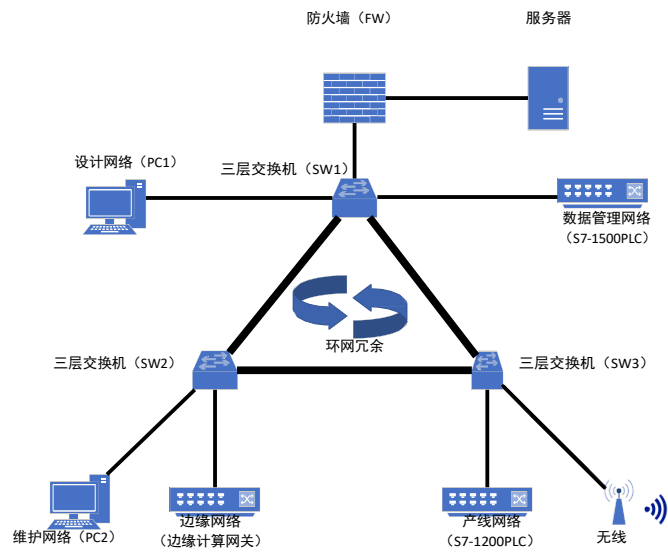 防火墙（FW）
服务器
设计网络（PC1）
三层交换机（SW1）
数据管理网络
（S7-1500PLC）
环网冗余
三层交换机（SW2）
三层交换机（SW3）
维护网络（PC2）
边缘网络
（边缘计算网关）
产线网络
（S7-1200PLC）
无线